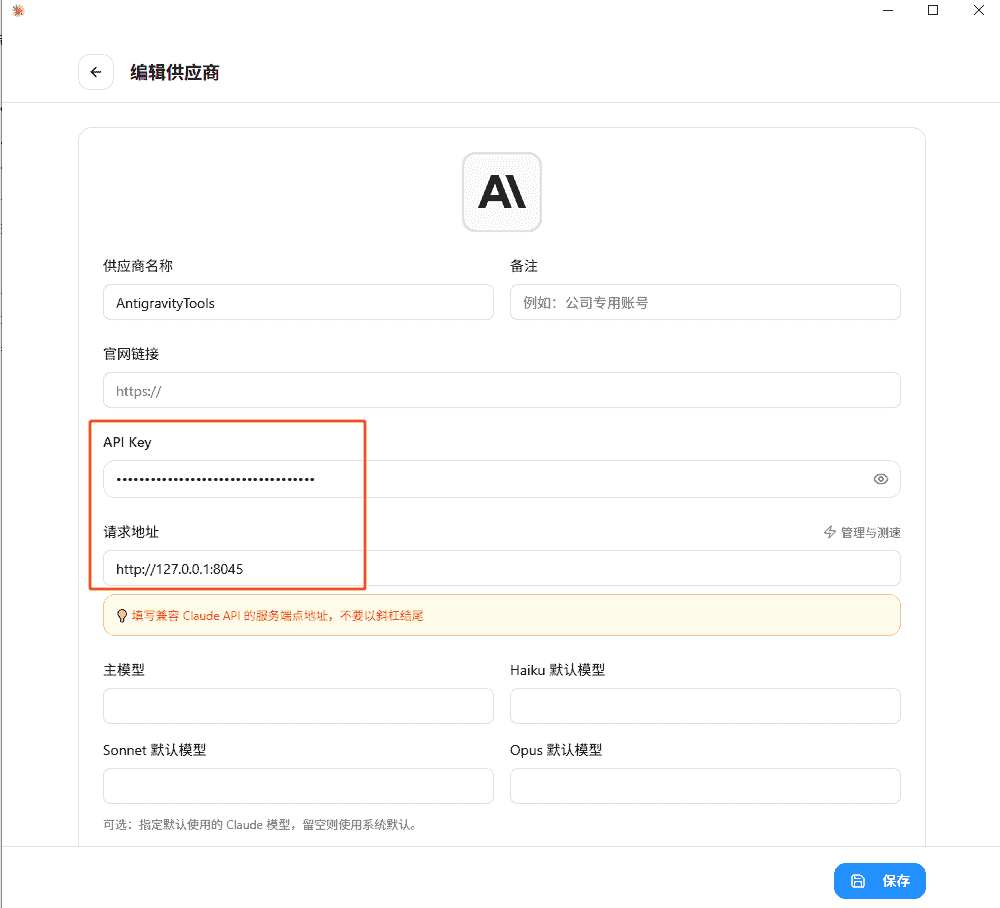 编辑供应商
供应商名称
备注
AntigravityTools
例如：公司专用账号
官网链接
https://
API Key
••••••••••••••••••••••••••••••••••
请求地址
管理与测速
http://127.0.0.1:8045
填写兼容 Claude API 的服务端点地址，不要以斜杠结尾
主模型
Haiku 默认模型
Sonnet 默认模型
Opus 默认模型
可选：指定默认使用的 Claude 模型，留空则使用系统默认。
保存